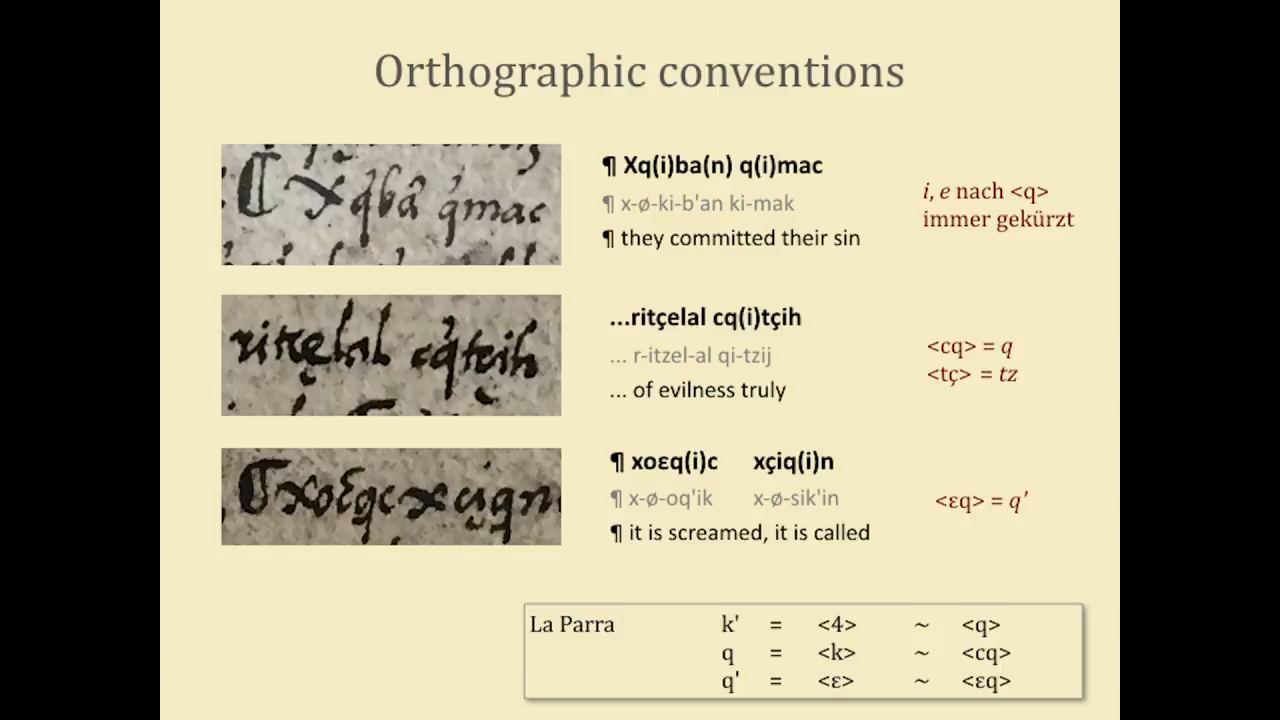 Orthographic conventions
¶ Xq(i)ba(n) q(i)mac
¶ x-ø-ki-b'an ki-mak
¶ they committed their sin
i, e nach <q>
immer gekürzt
...ritçelal cq(i)tçih
... r-itzel-al qi-tzij
... of evilness truly
<cq> = q
<tç> = tz
¶ xoεq(i)c xçiq(i)n
¶ x-ø-oq'ik x-ø-sik'in
¶ it is screamed, it is called
<εq> = q'
La Parra k' = <4> ~ <q>
q = <k> ~ <cq>
q' = <ε> ~ <εq>